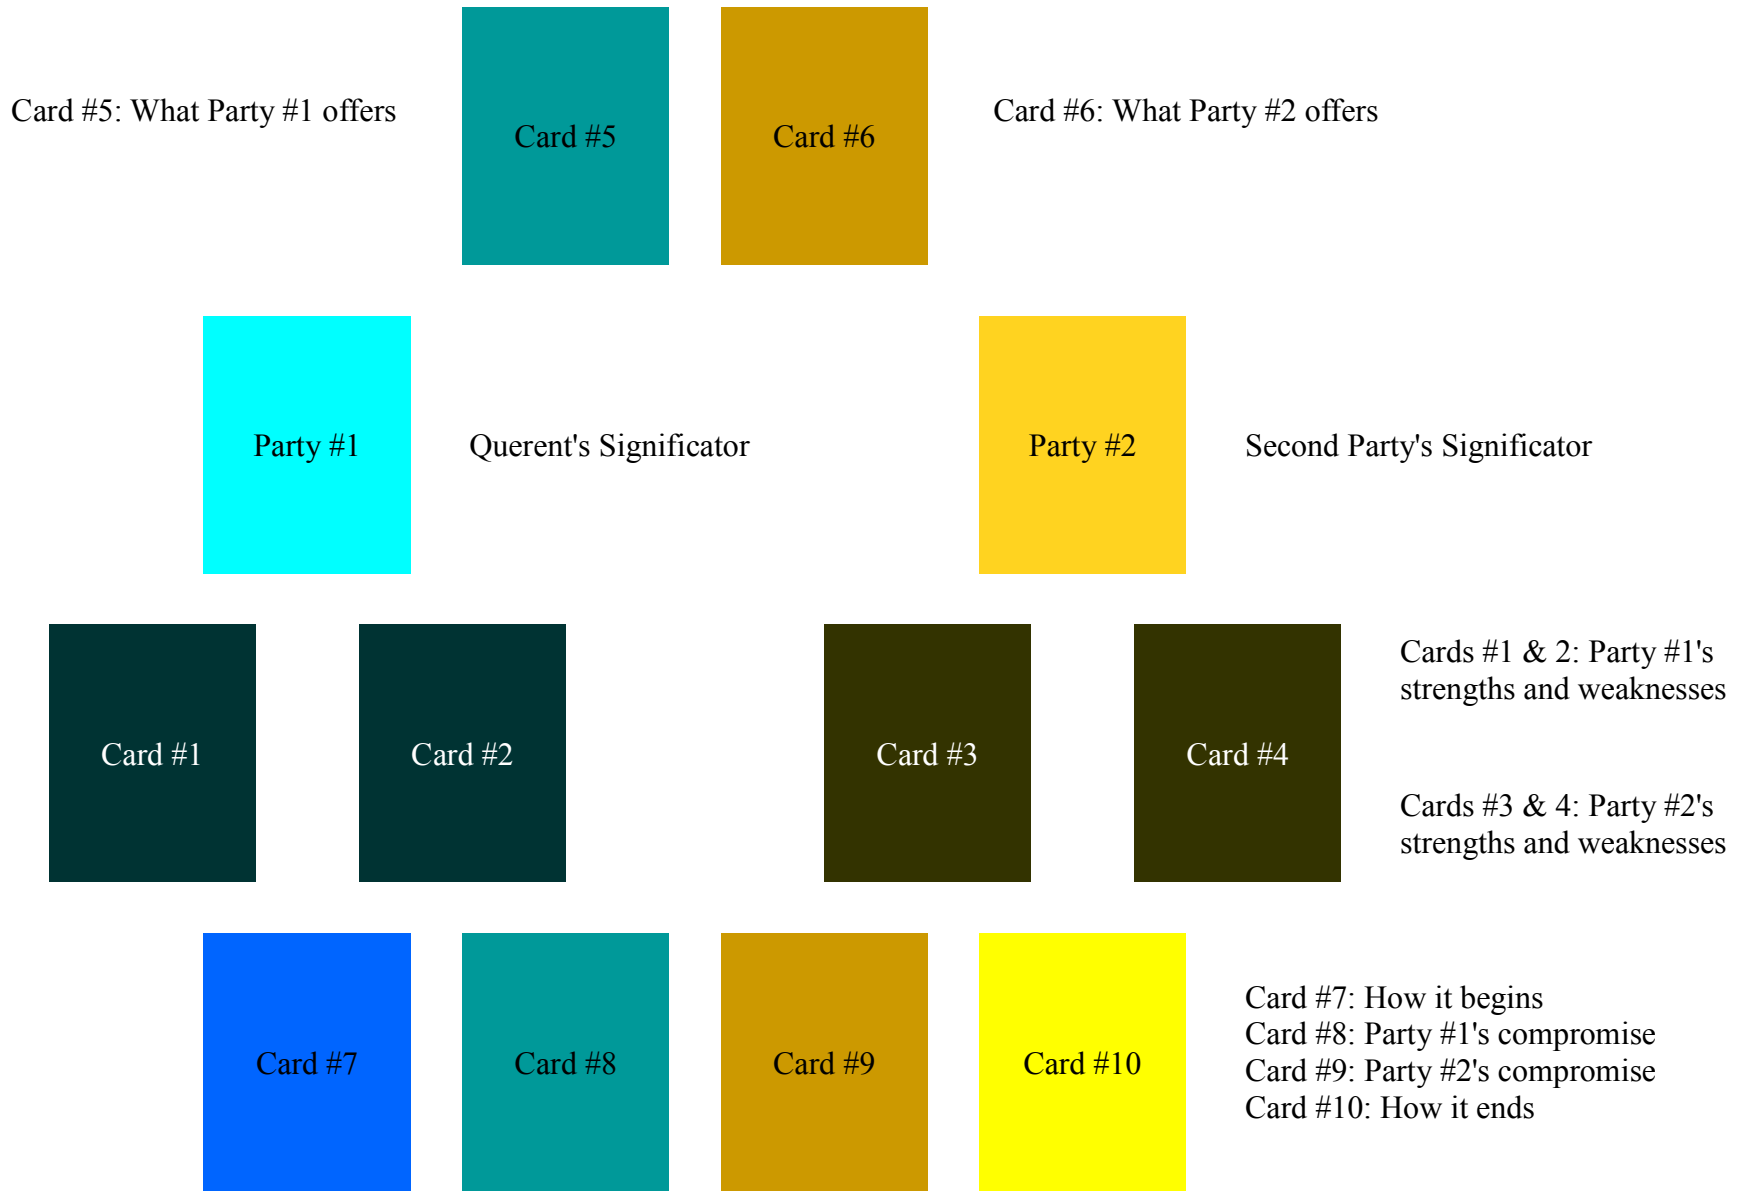 Card #5: What Party #1 offers
Card #5
Card #6
Card #6: What Party #2 offers
Party #1
Querent's Significator
Party #2
Second Party's Significator
Card #1
Card #2
Card #3
Card #4
Cards #1 & 2: Party #1's
strengths and weaknesses
Cards #3 & 4: Party #2's
strengths and weaknesses
Card #7
Card #8
Card #9
Card #10
Card #7: How it begins
Card #8: Party #1's compromise
Card #9: Party #2's compromise
Card #10: How it ends